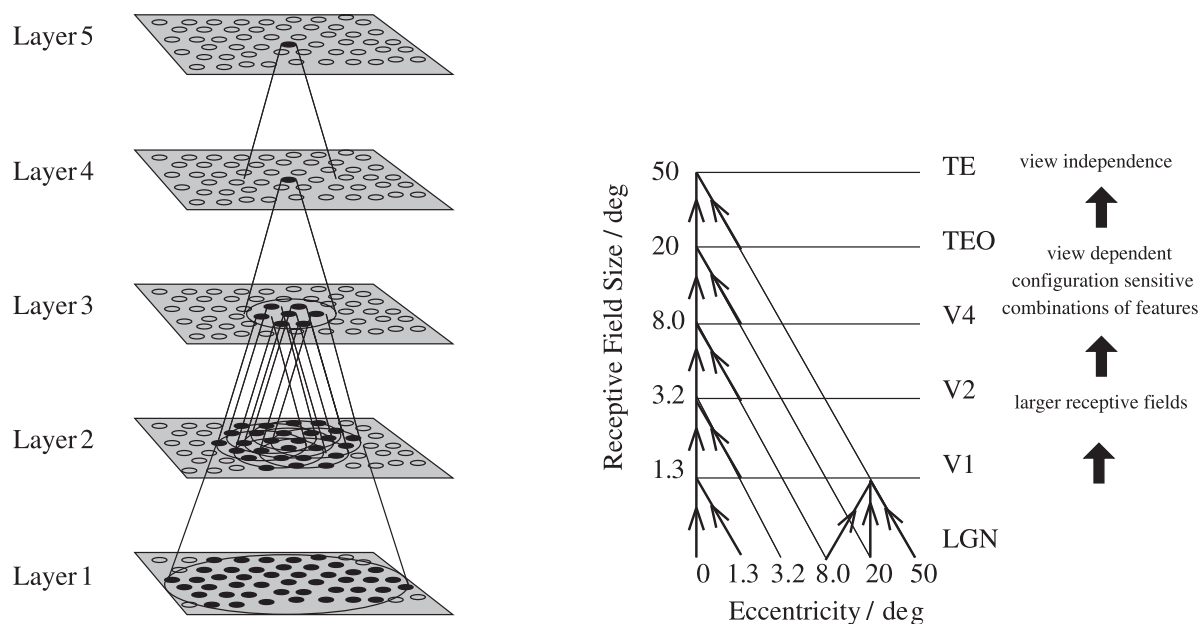 Layer 5
Layer 4
Layer 3
Layer 2
Layer 1
Receptive Field Size / deg
50
20
8.0
3.2
1.3
TE
TEO
V4
V2
V1
LGN
view independence
view dependent
configuration sensitive
combinations of features
larger receptive fields
0 1.3 3.2 8.0 20 50
Eccentricity / deg